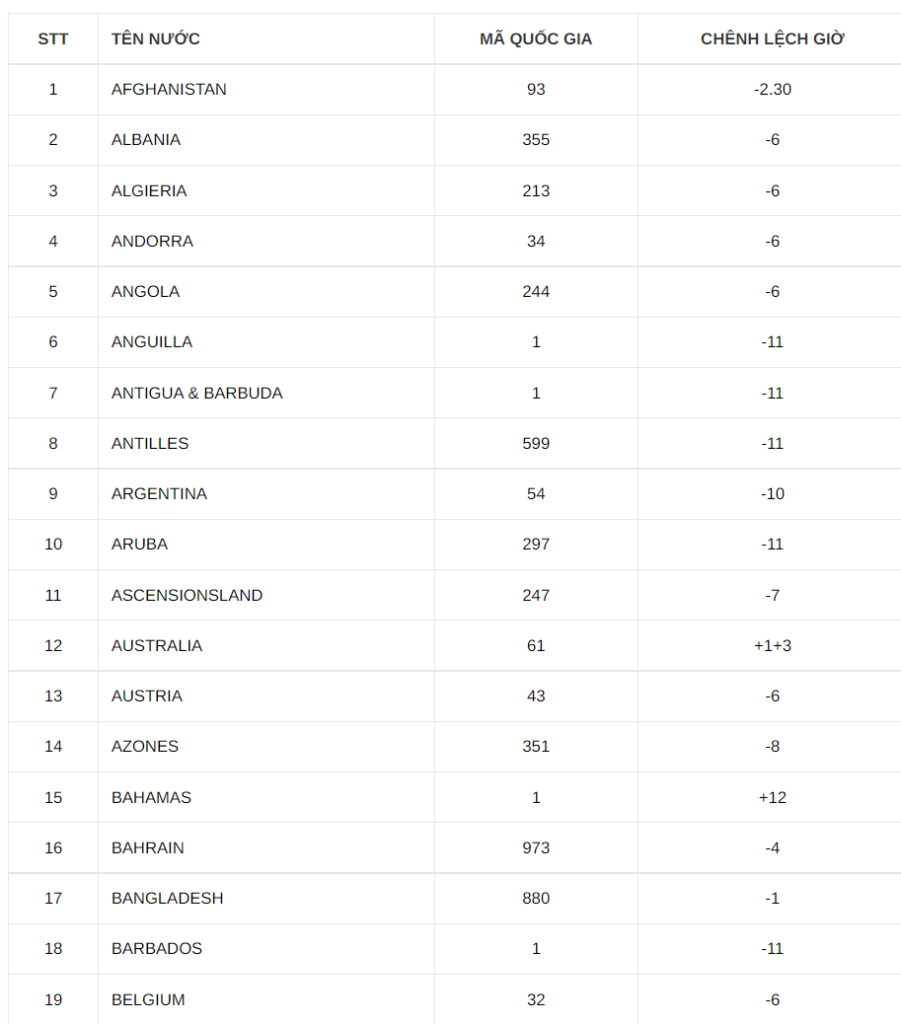 STT TÊN NƯỚC MÃ QUỐC GIA CHÊNH LỆCH GIỜ
1 AFGHANISTAN 93 -2.30
2 ALBANIA 355 -6
3 ALGIERIA 213 -6
4 ANDORRA 34 -6
5 ANGOLA 244 -6
6 ANGUILLA 1 -11
7 ANTIGUA & BARBUDA 1 -11
8 ANTILLES 599 -11
9 ARGENTINA 54 -10
10 ARUBA 297 -11
11 ASCENSIONSLAND 247 -7
12 AUSTRALIA 61 +1+3
13 AUSTRIA 43 -6
14 AZONES 351 -8
15 BAHAMAS 1 +12
16 BAHRAIN 973 -4
17 BANGLADESH 880 -1
18 BARBADOS 1 -11
19 BELGIUM 32 -6